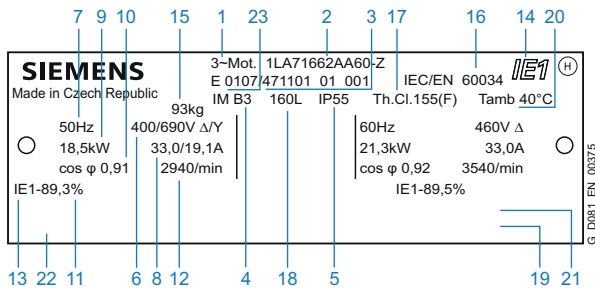 7 9 10 15 1 23 2 3 17 16 14 20
SIEMENS
Made in Czech Republic
3~Mot. 1LA71662AA60-Z
E 0107/471101 01 001
IEC/EN 60034
IE1 H
93kg
IM B3 160L IP55 Th.Cl.155(F) Tamb 40°C
50Hz 400/690V Δ/Y 60Hz 460V Δ
18,5kW 33,0/19,1A 21,3kW 33,0A
cos φ 0,91 2940/min cos φ 0,92 3540/min
IE1-89,3% IE1-89,5%
13 22 11 6 8 12 4 18 5 19 21
G_D081_EN_00375